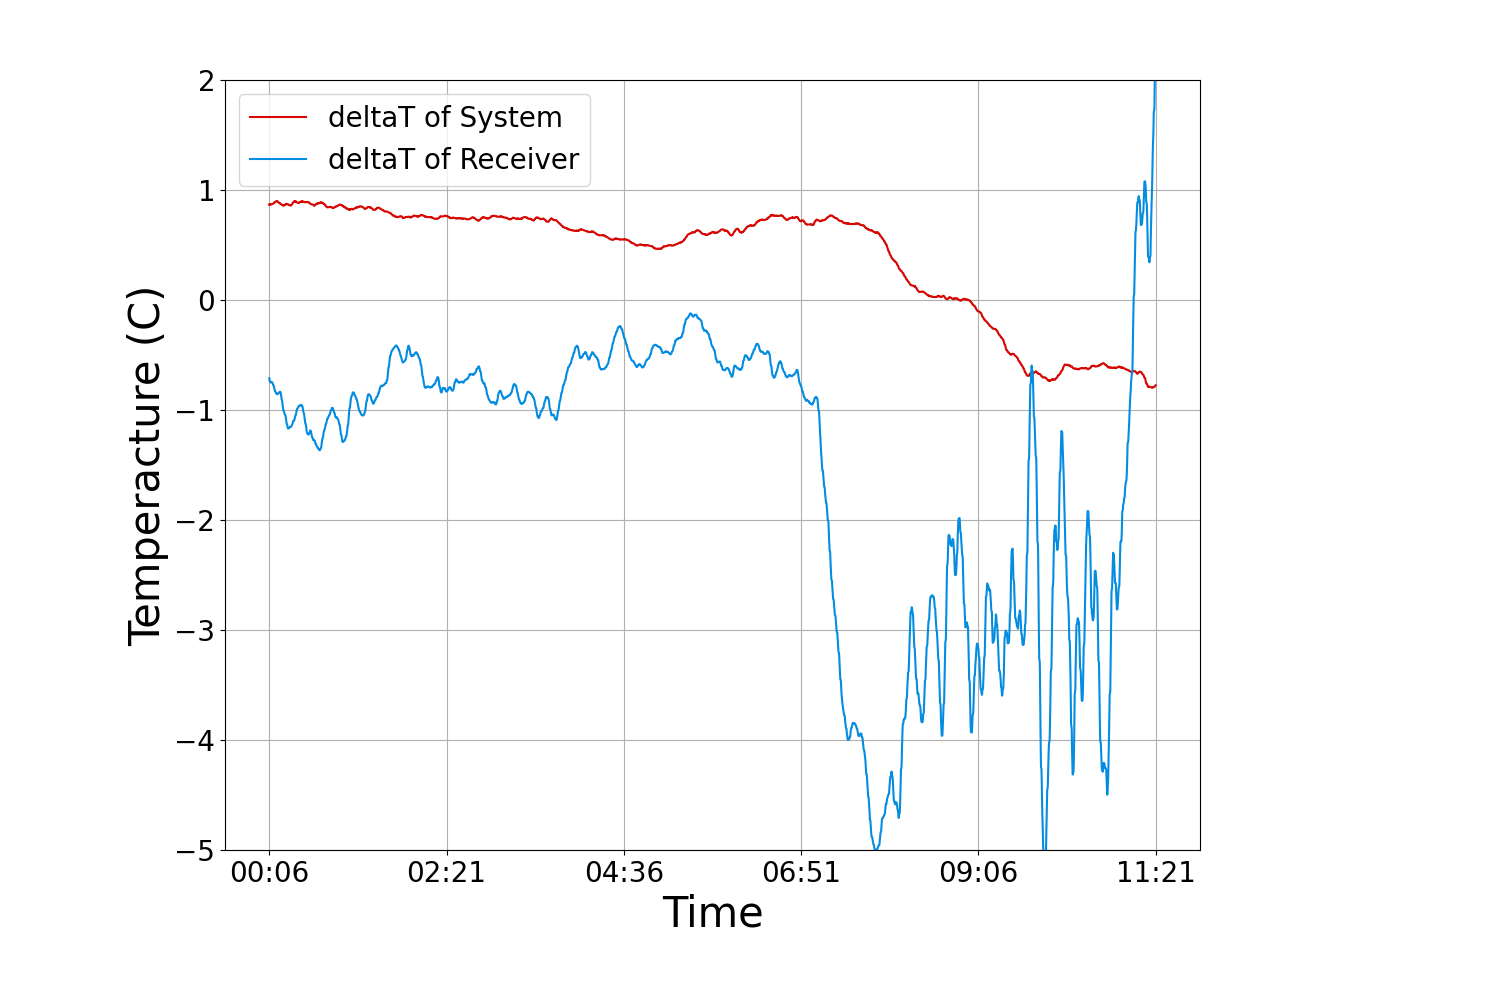 deltaT of System
deltaT of Receiver
Temperacture (C)
2
1
0
−1
−2
−3
−4
−5
00:06 02:21 04:36 06:51 09:06 11:21
Time